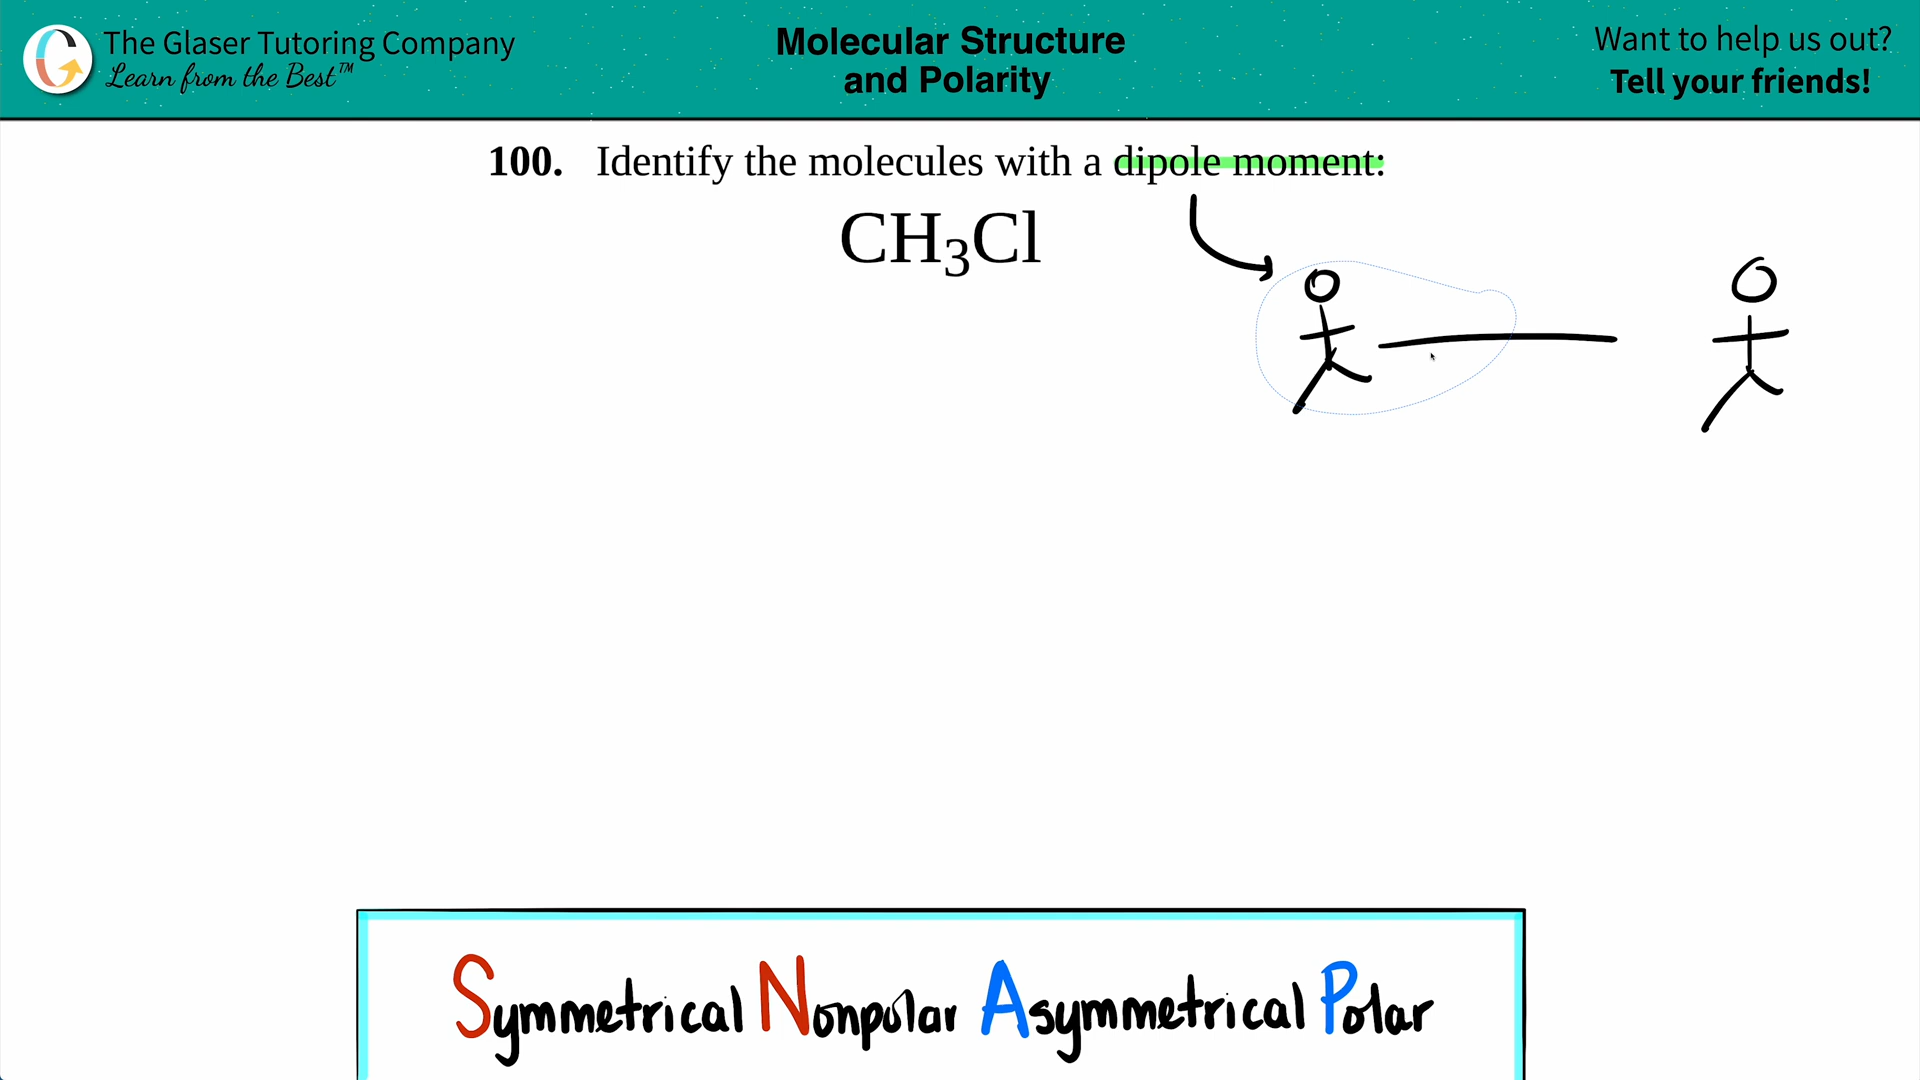 The Glaser Tutoring Company
Learn from the Best™
Molecular Structure
and Polarity
Want to help us out?
Tell your friends!
100. Identify the molecules with a dipole moment:
CH₃Cl
Symmetrical Nonpolar Asymmetrical Polar